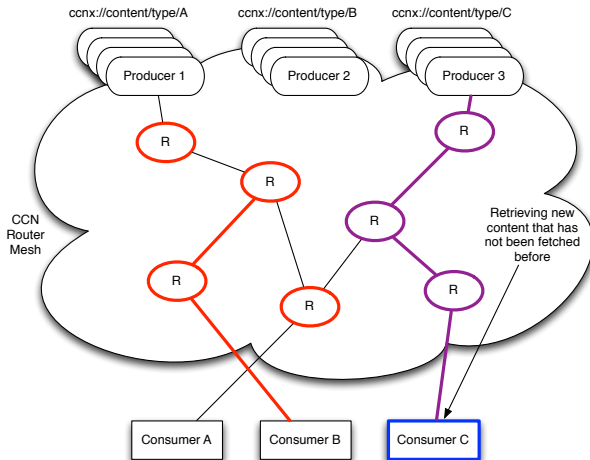 ccnx://content/type/A
ccnx://content/type/B
ccnx://content/type/C
Producer 1
Producer 2
Producer 3
R
R
R
R
R
R
R
CCN
Router
Mesh
Retrieving new
content that has
not been fetched
before
Consumer A
Consumer B
Consumer C